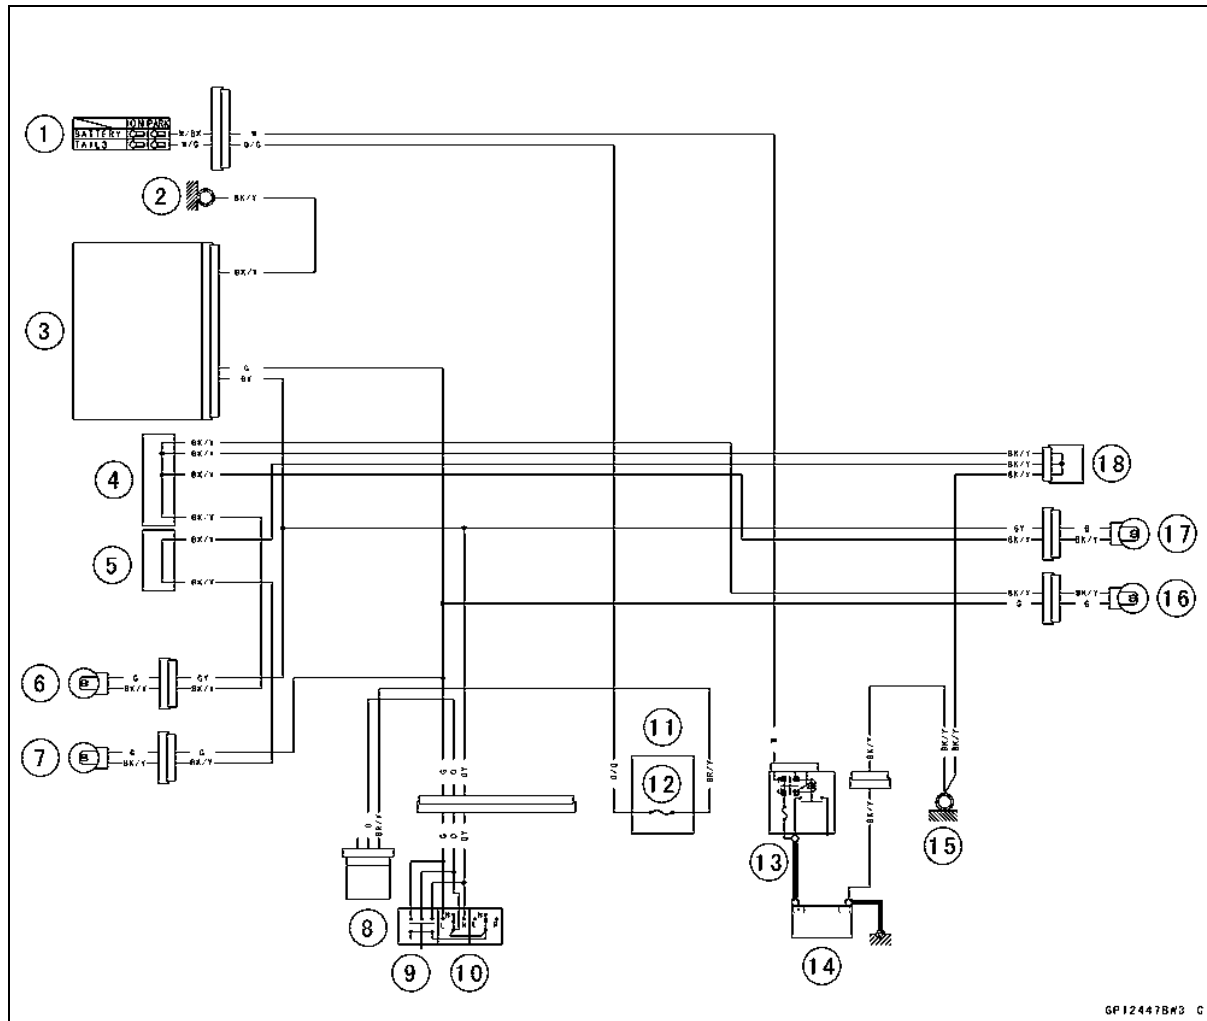 ON PARK
1 BATTERY W/BK W
TAIL3 W/G O/G
2 BK/Y
BK/Y
3
G
BK
BK/Y BK/Y
BK/Y BK/Y 18
4 BK/Y BK/Y
BK/Y
GY G 17
5 BK/Y BK/Y BK/Y
BK/Y BK/Y 16
G G
6 G GY
BK/Y BK/Y
7 G G
BK/Y BK/Y
11
12
G O GY
O BR/Y
O/G BR/Y
W
BK/Y BK/Y BK/Y
BK/Y
G O GY
13
15
8
9
10
14
GP12447BW3 C